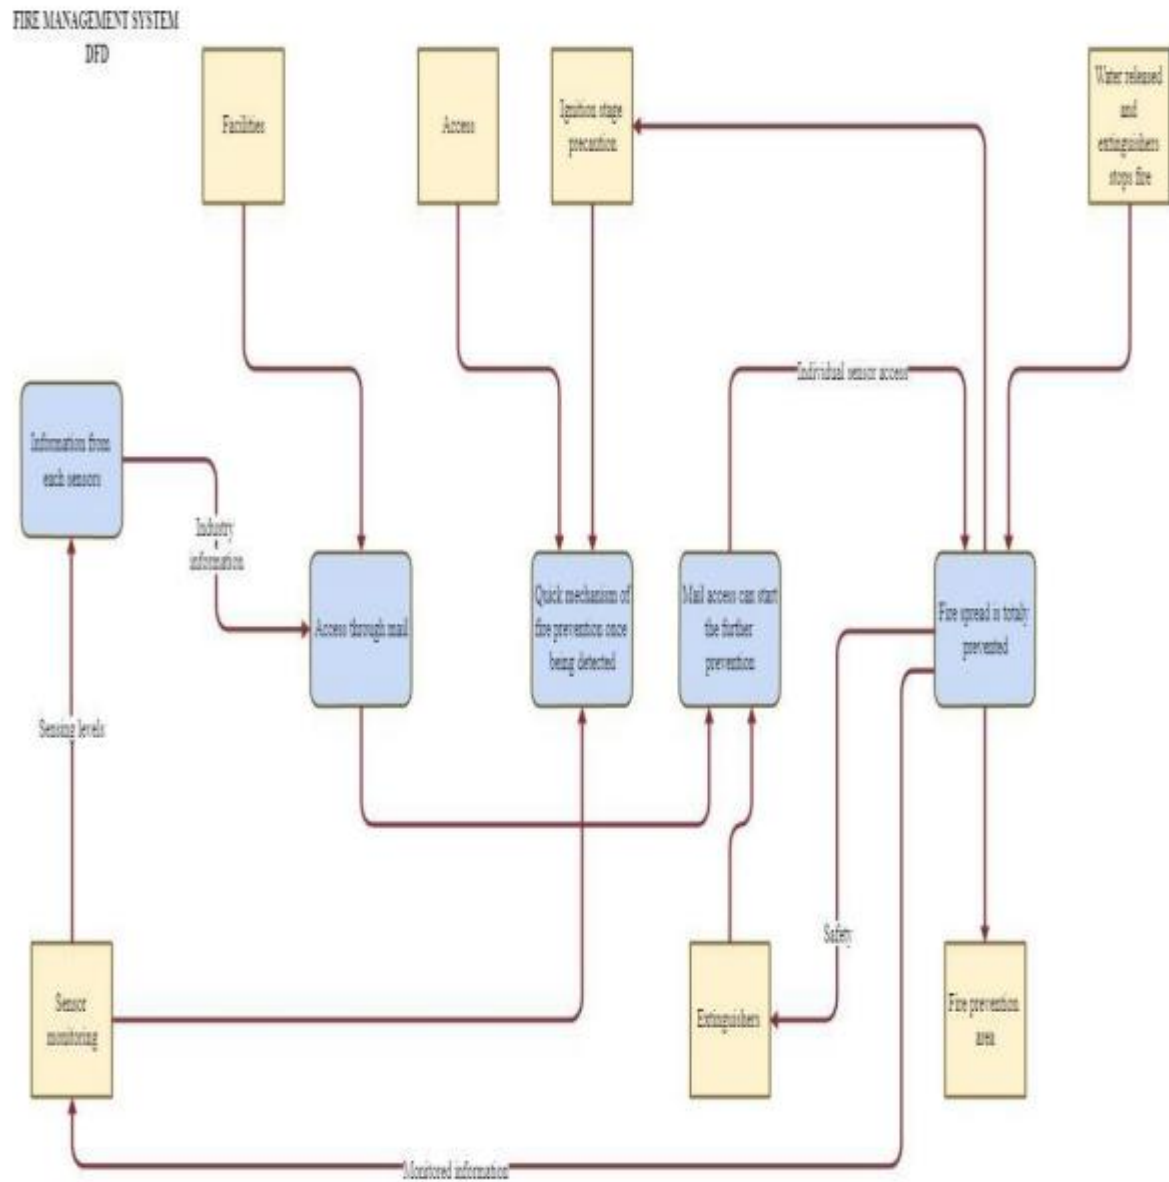 FIRE MANAGEMENT SYSTEM
DFD
Facilities
Access
Ignition stage
precaution
Water released
and
extinguishers
stops fire
Individual sensor access
Information from
each sensors
Industry
information
Access through mail
Quick mechanism of
fire prevention once
being detected
Mail access can start
the further
prevention
Fire spread is totaly
prevented
Sensing levels
Safety
Sensor
monitoring
Extinguishers
Fire prevention
area
Monitored information